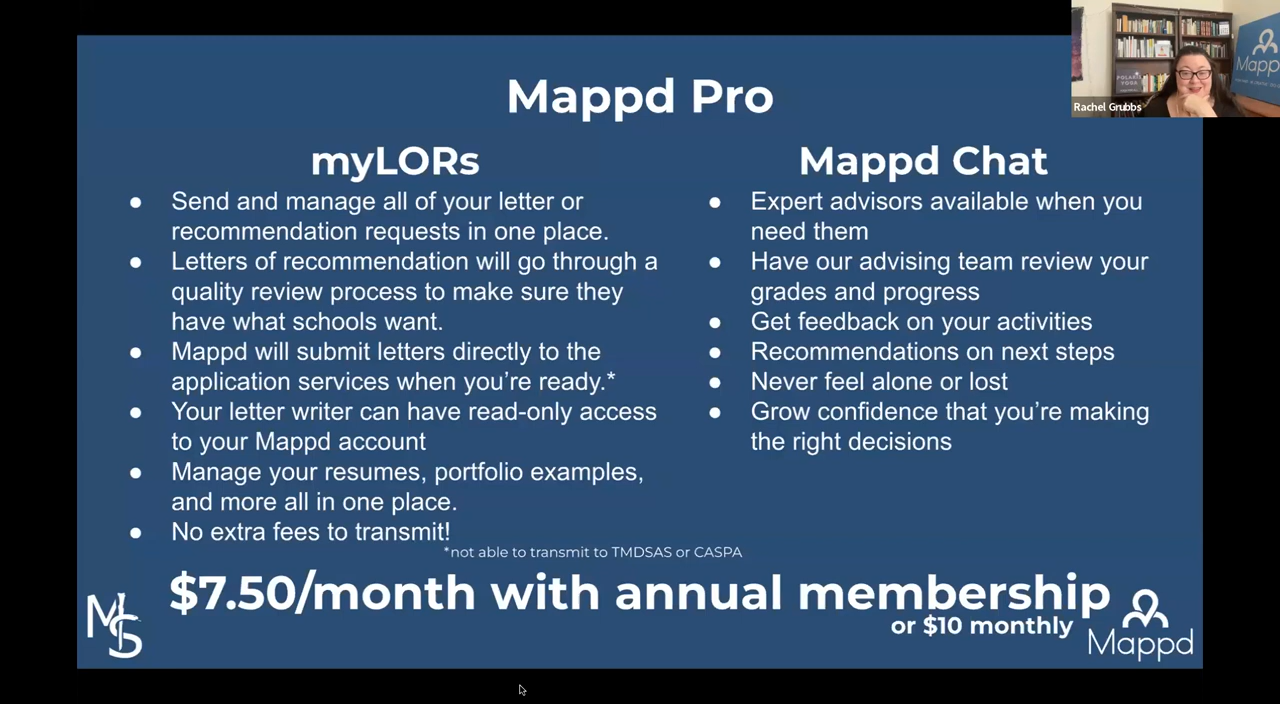 Mappd Pro
Mappd
POLARIS
YOGA
Rachel Grubbs
myLORs
● Send and manage all of your letter or
recommendation requests in one place.
● Letters of recommendation will go through a
quality review process to make sure they
have what schools want.
● Mappd will submit letters directly to the
application services when you’re ready.*
● Your letter writer can have read-only access
to your Mappd account
● Manage your resumes, portfolio examples,
and more all in one place.
● No extra fees to transmit!
Mappd Chat
● Expert advisors available when you
need them
● Have our advising team review your
grades and progress
● Get feedback on your activities
● Recommendations on next steps
● Never feel alone or lost
● Grow confidence that you’re making
the right decisions
*not able to transmit to TMDSAS or CASPA
$7.50/month with annual membership
or $10 monthly
MS
Mappd